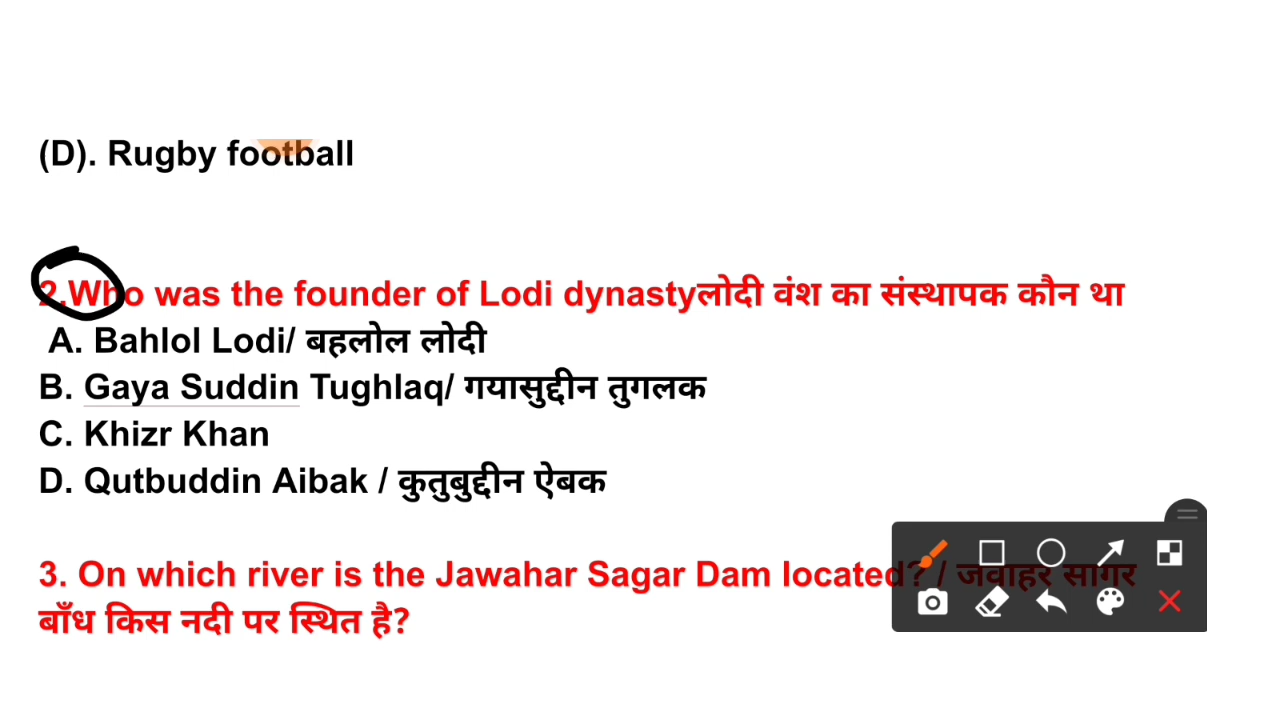 (D). Rugby football
2.Who was the founder of Lodi dynastyलोदी वंश का संस्थापक कौन था
A. Bahlol Lodi/ बहलोल लोदी
B. Gaya Suddin Tughlaq/ गयासुद्दीन तुगलक
C. Khizr Khan
D. Qutbuddin Aibak / कुतुबुद्दीन ऐबक
3. On which river is the Jawahar Sagar Dam located? / जवाहर सागर
बाँध किस नदी पर स्थित है?